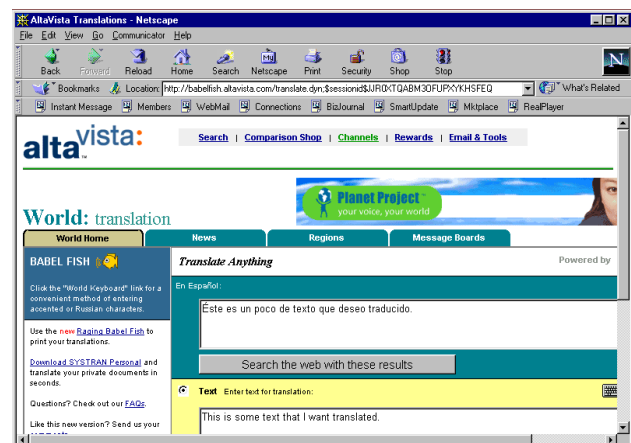 AltaVista Translations - Netscape
File Edit View Go Communicator Help
Back Forward Reload Home Search Netscape Print Security Shop Stop
Bookmarks Location: http://babelfish.altavista.com/translate.dyn;$sessionid$JJR0XTQABM3OFUPXYKHSFEQ What's Related
Instant Message Members WebMail Connections BizJournal SmartUpdate Mktplace RealPlayer
altavista:
Search | Comparison Shop | Channels | Rewards | Email & Tools
Planet Project
your voice, your world
World: translation
World Home News Regions Message Boards
BABEL FISH
Click the "World Keyboard" link for a
convenient method of entering
accented or Russian characters.
Use the new Raging Babel Fish to
print your translations.
Download SYSTRAN Personal and
translate your private documents in
seconds.
Questions? Check out our FAQs.
Like this new version? Send us your
Translate Anything Powered by
En Español:
Éste es un poco de texto que deseo traducido.
Search the web with these results
Text Enter text for translation:
This is some text that I want translated.